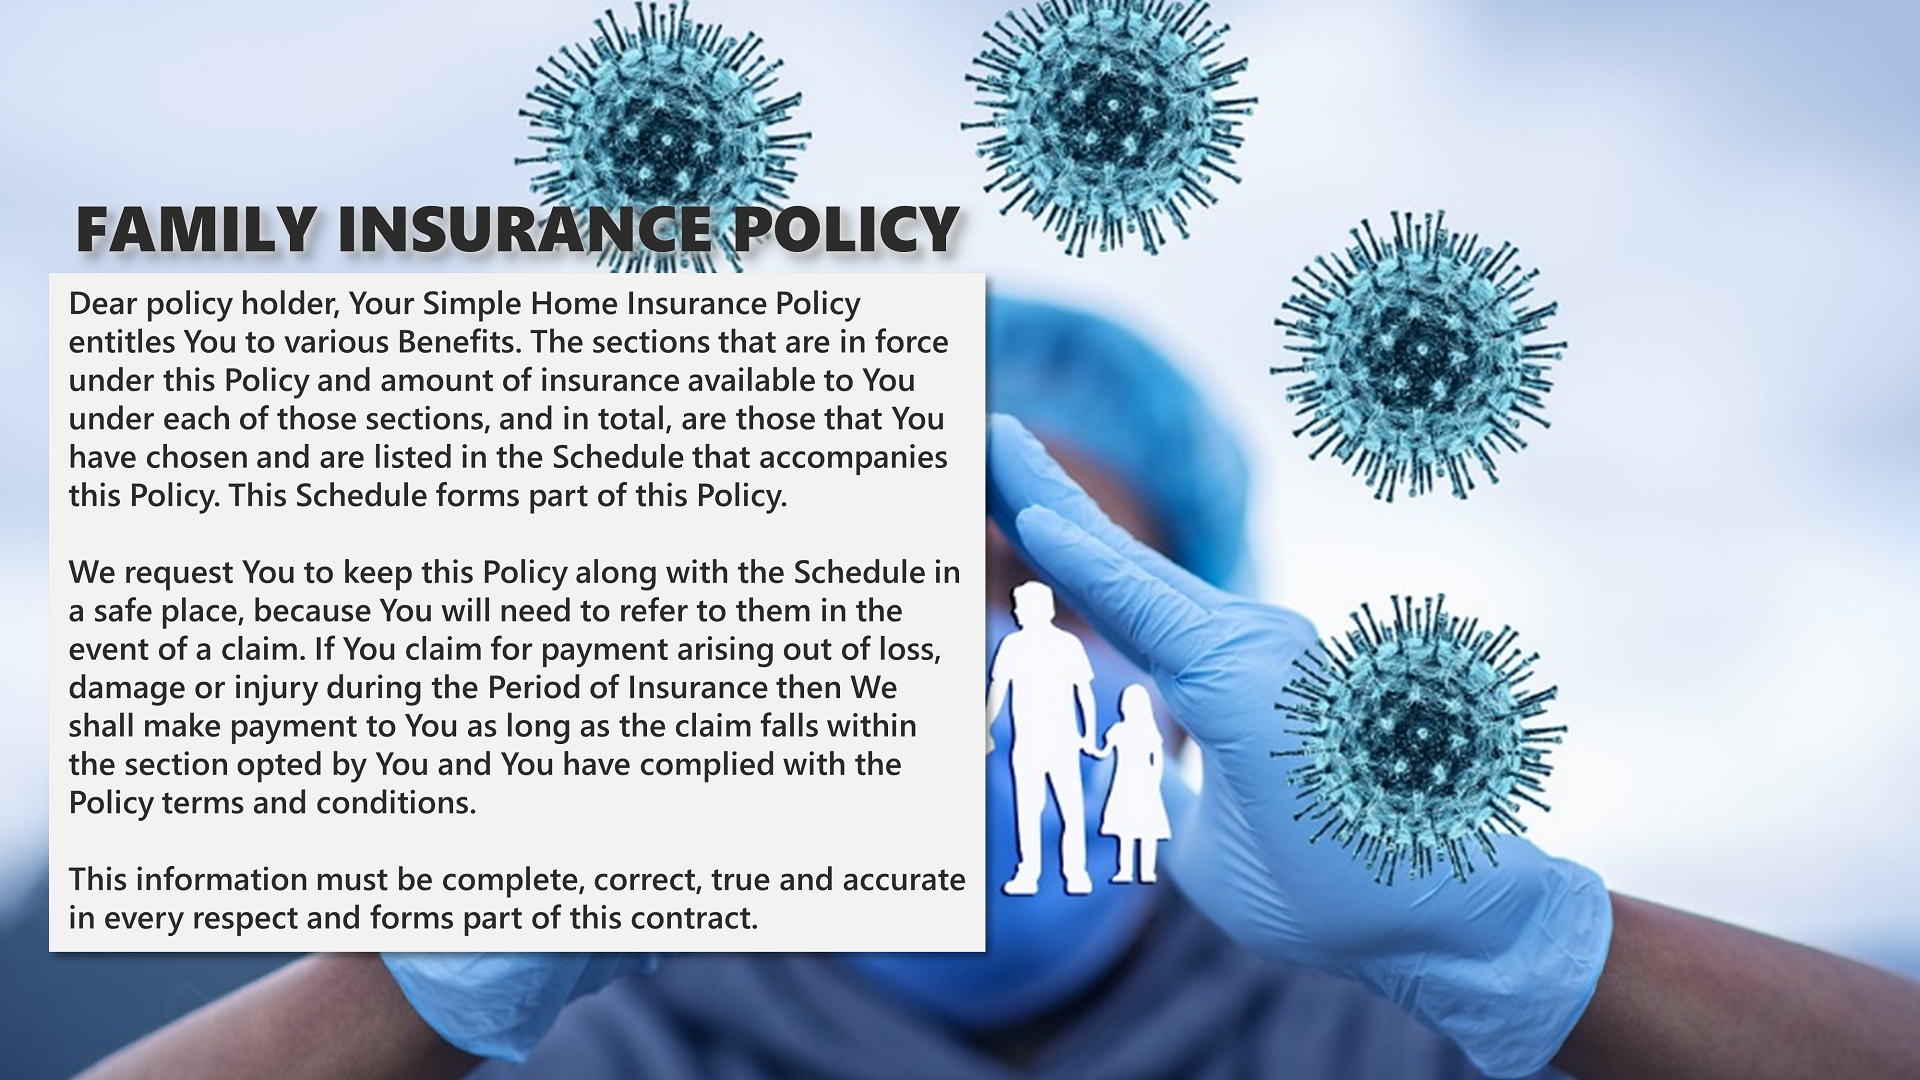 FAMILY INSURANCE POLICY
Dear policy holder, Your Simple Home Insurance Policy
entitles You to various Benefits. The sections that are in force
under this Policy and amount of insurance available to You
under each of those sections, and in total, are those that You
have chosen and are listed in the Schedule that accompanies
this Policy. This Schedule forms part of this Policy.
We request You to keep this Policy along with the Schedule in
a safe place, because You will need to refer to them in the
event of a claim. If You claim for payment arising out of loss,
damage or injury during the Period of Insurance then We
shall make payment to You as long as the claim falls within
the section opted by You and You have complied with the
Policy terms and conditions.
This information must be complete, correct, true and accurate
in every respect and forms part of this contract.